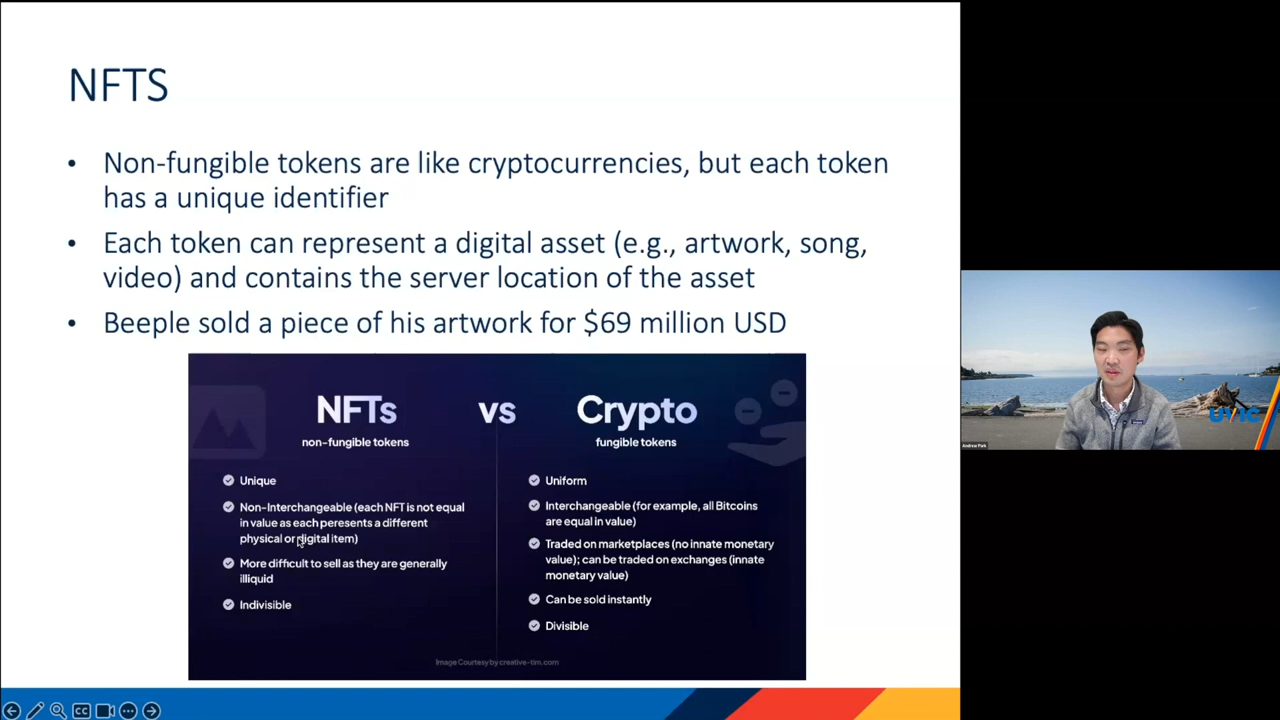 NFTS
• Non-fungible tokens are like cryptocurrencies, but each token
has a unique identifier
• Each token can represent a digital asset (e.g., artwork, song,
video) and contains the server location of the asset
• Beeple sold a piece of his artwork for $69 million USD
NFTs vs Crypto
non-fungible tokens
fungible tokens
Unique
Non-Interchangeable (each NFT is not equal
in value as each peresents a different
physical or digital item)
More difficult to sell as they are generally
illiquid
Indivisible
Uniform
Interchangeable (for example, all Bitcoins
are equal in value)
Traded on marketplaces (no innate monetary
value); can be traded on exchanges (innate
monetary value)
Can be sold instantly
Divisible
Image Courtesy by creative-tim.com
CC
UVIC
Andrew Park